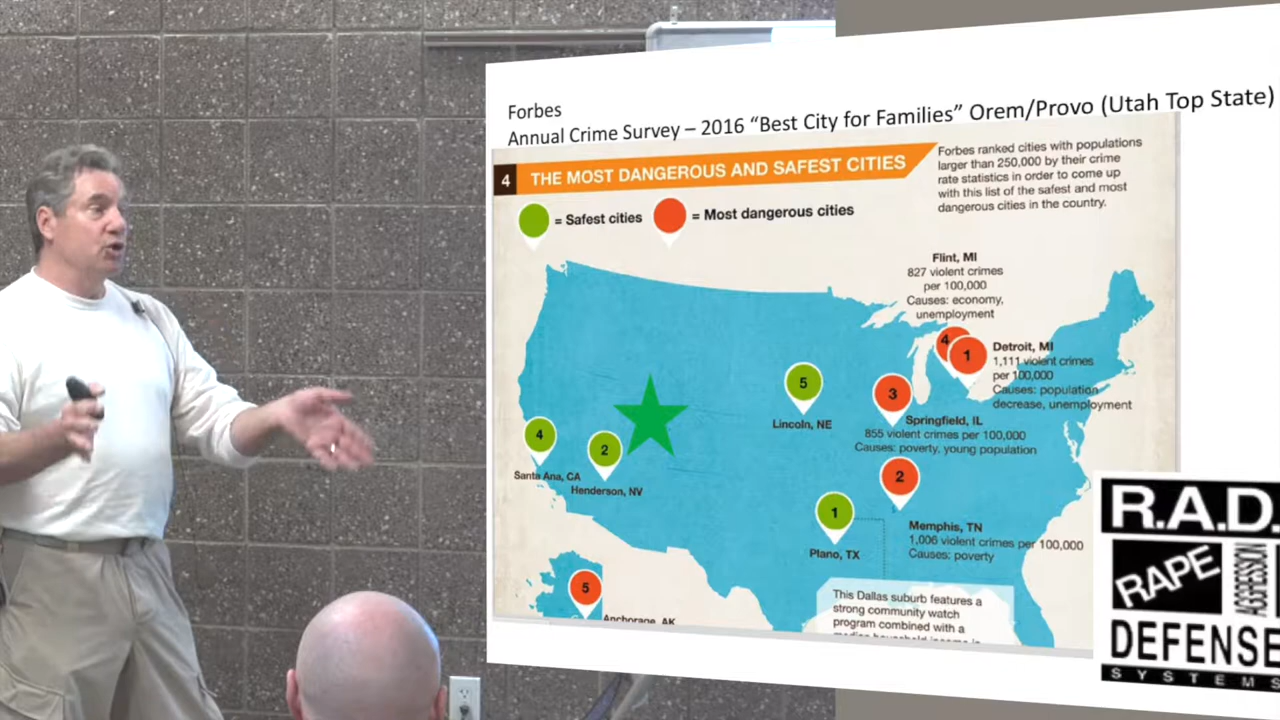 Forbes
Annual Crime Survey – 2016 “Best City for Families” Orem/Provo (Utah Top State)
4 THE MOST DANGEROUS AND SAFEST CITIES
Forbes ranked cities with populations
larger than 250,000 by their crime
rate statistics in order to come up
with this list of the safest and most
dangerous cities in the country.
= Safest cities
= Most dangerous cities
Flint, MI
827 violent crimes
per 100,000
Causes: economy,
unemployment
4
1
Detroit, MI
1,111 violent crimes
per 100,000
Causes: population
decrease, unemployment
5
Lincoln, NE
3
Springfield, IL
855 violent crimes per 100,000
Causes: poverty, young population
4
Santa Ana, CA
2
Henderson, NV
2
Memphis, TN
1,006 violent crimes per 100,000
Causes: poverty
1
Plano, TX
This Dallas suburb features a
strong community watch
program combined with a
median household income is
5
Anchorage, AK
R.A.D.
RAPE
AGGRESSION
DEFENSE
SYSTEMS